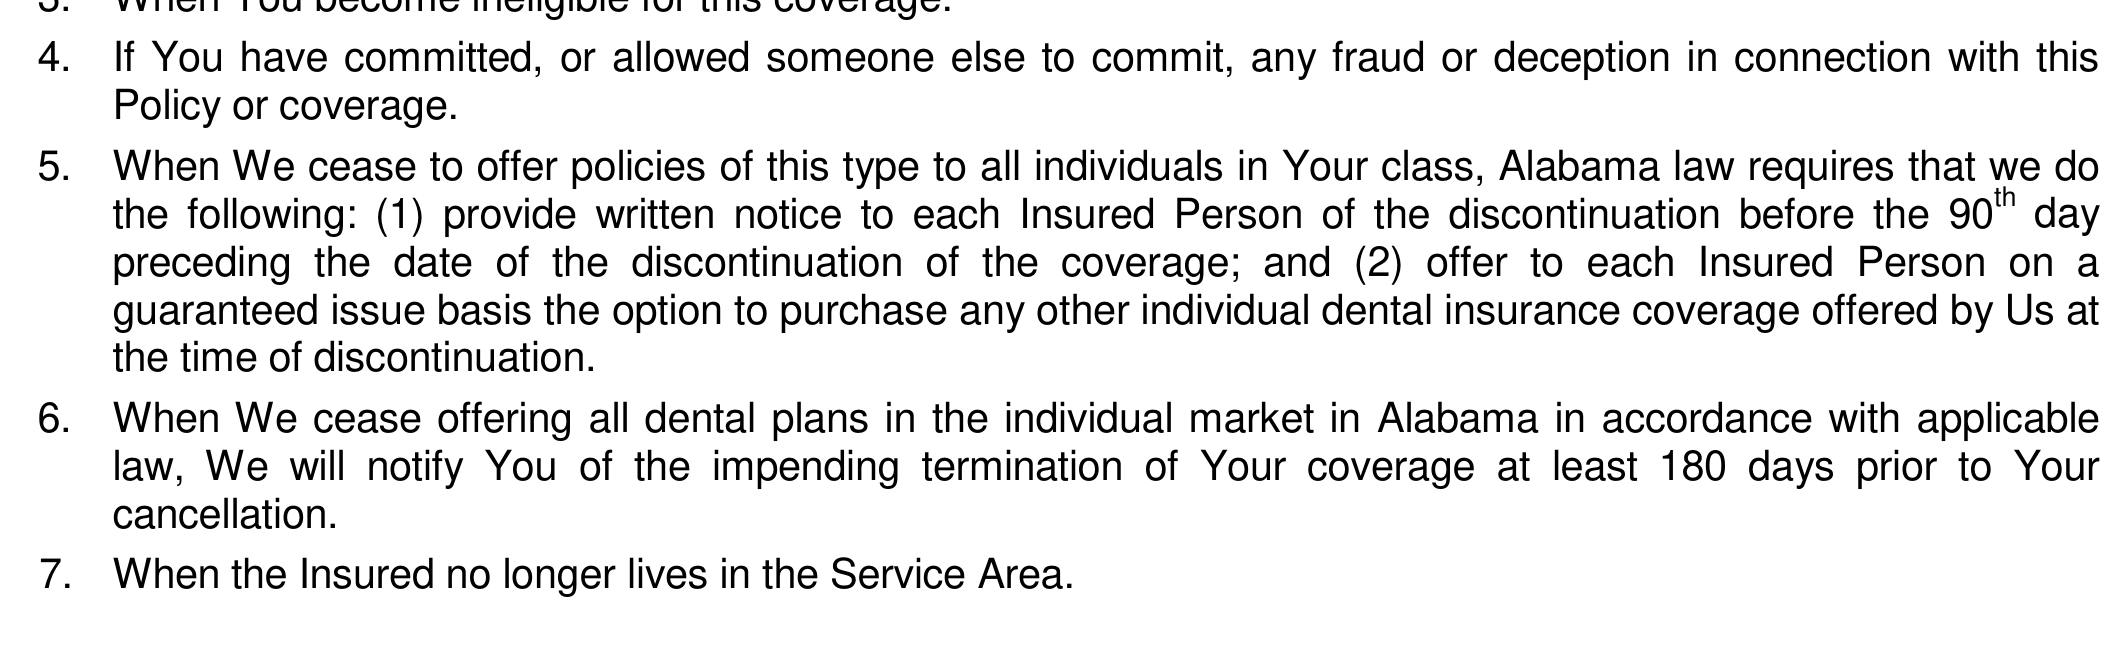 3. When You become ineligible for this coverage.
4. If You have committed, or allowed someone else to commit, any fraud or deception in connection with this
Policy or coverage.
5. When We cease to offer policies of this type to all individuals in Your class, Alabama law requires that we do
the following: (1) provide written notice to each Insured Person of the discontinuation before the 90th day
preceding the date of the discontinuation of the coverage; and (2) offer to each Insured Person on a
guaranteed issue basis the option to purchase any other individual dental insurance coverage offered by Us at
the time of discontinuation.
6. When We cease offering all dental plans in the individual market in Alabama in accordance with applicable
law, We will notify You of the impending termination of Your coverage at least 180 days prior to Your
cancellation.
7. When the Insured no longer lives in the Service Area.